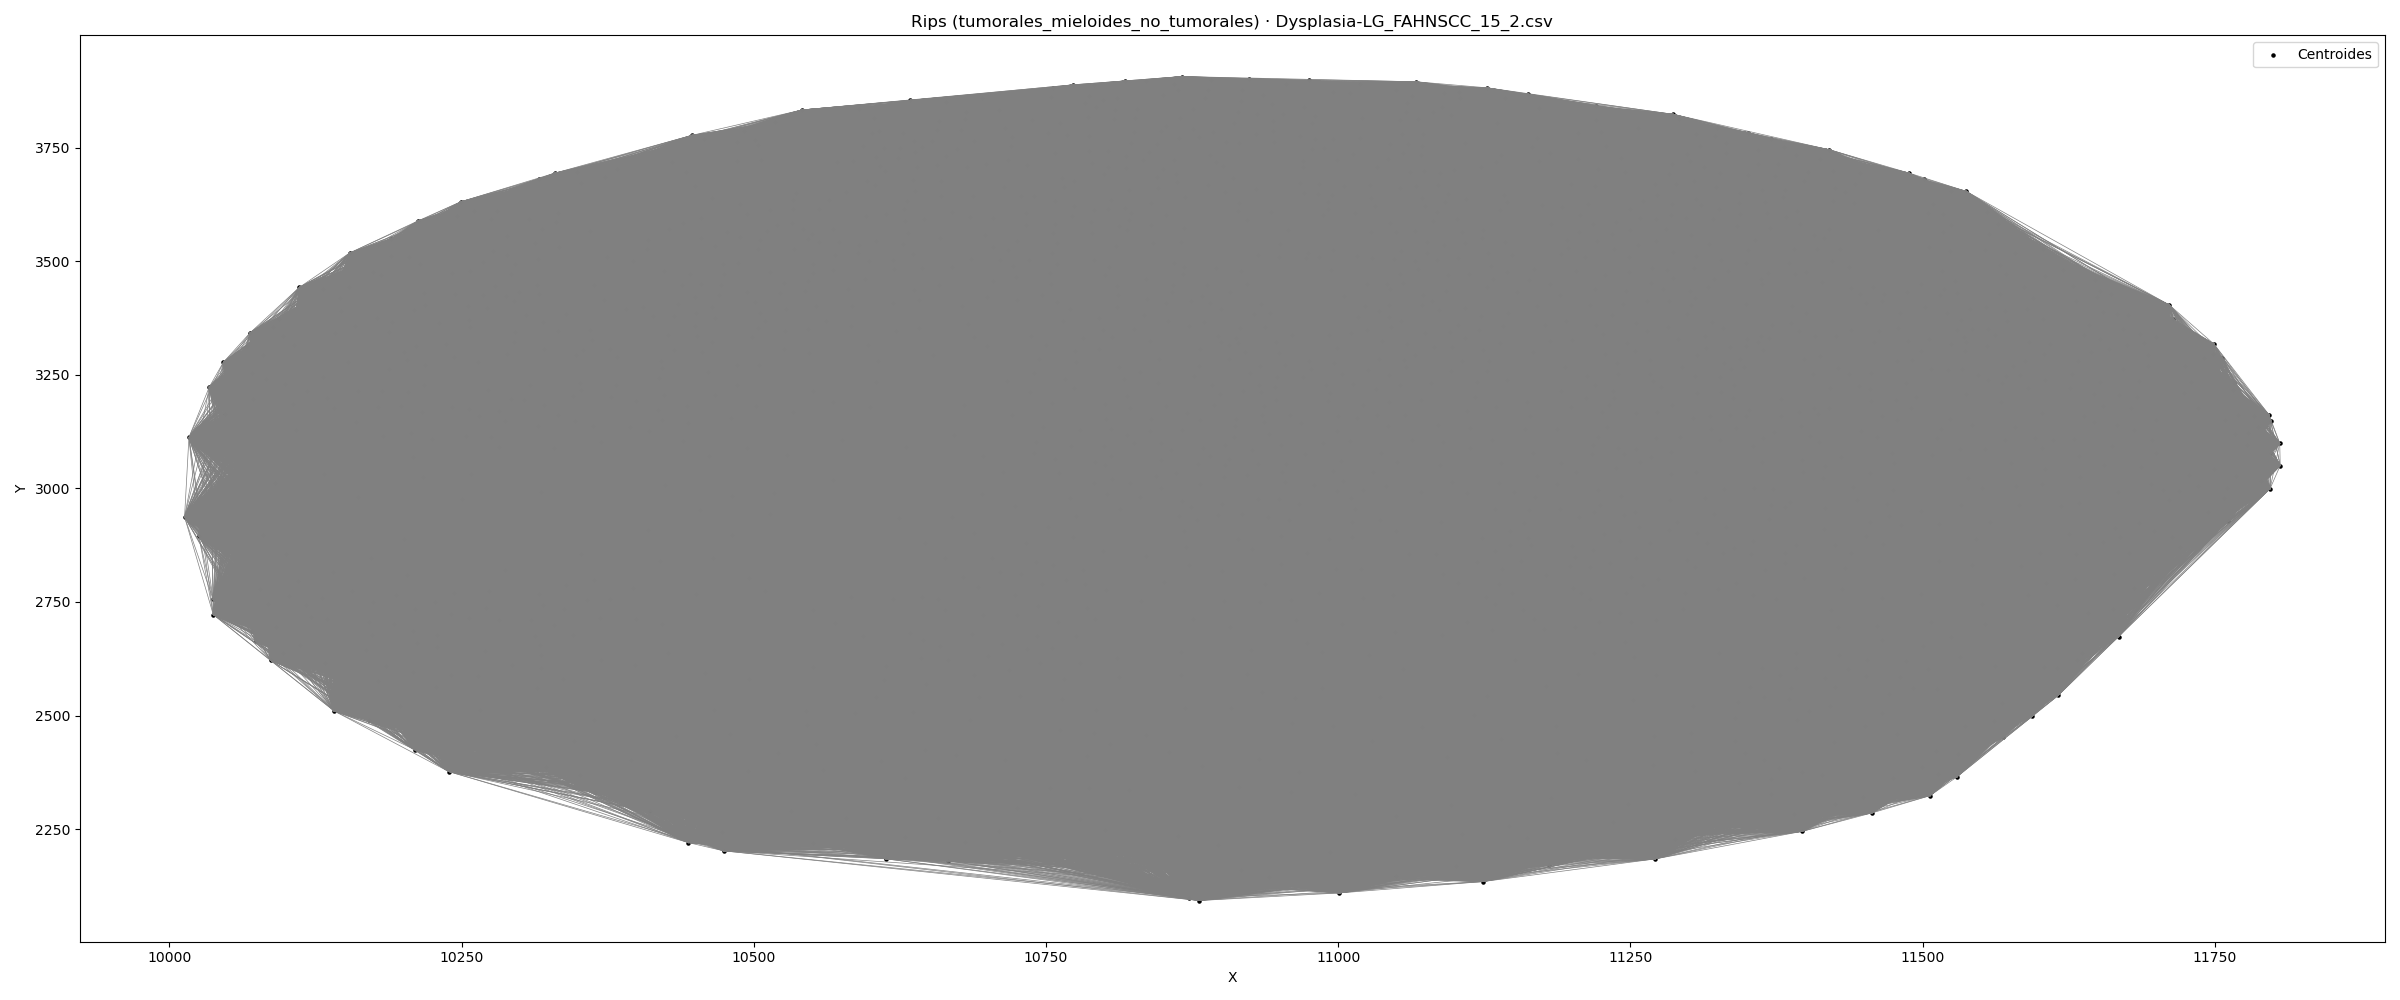 Rips (tumorales_mieloides_no_tumorales) · Dysplasia-LG_FAHNSCC_15_2.csv
Centroides
3750
3500
3250
3000
2750
2500
2250
Y
10000 10250 10500 10750 11000 11250 11500 11750
X